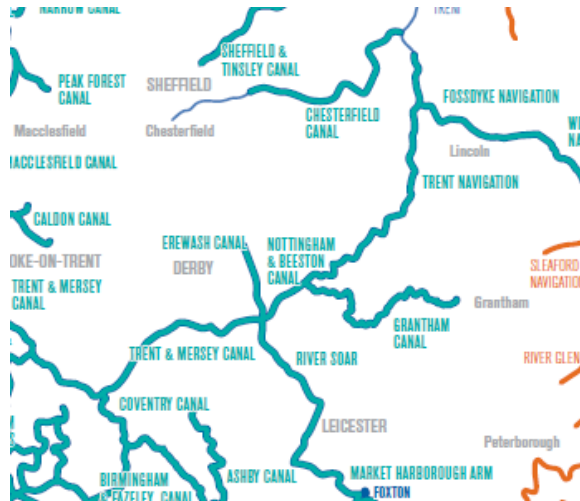 NARROW CANAL
TRENT
SHEFFIELD &
TINSLEY CANAL
PEAK FOREST
CANAL
SHEFFIELD
CHESTERFIELD
CANAL
FOSSDYKE NAVIGATION
Macclesfield
Chesterfield
Lincoln
MACCLESFIELD CANAL
TRENT NAVIGATION
CALDON CANAL
EREWASH CANAL
NOTTINGHAM
& BEESTON
CANAL
OKE-ON-TRENT
DERBY
SLEAFORD
NAVIGATION
TRENT & MERSEY
CANAL
Grantham
GRANTHAM
CANAL
TRENT & MERSEY CANAL
RIVER SOAR
RIVER GLEN
COVENTRY CANAL
LEICESTER
Peterborough
BIRMINGHAM
& FAZELEY CANAL
ASHBY CANAL
MARKET HARBOROUGH ARM
FOXTON